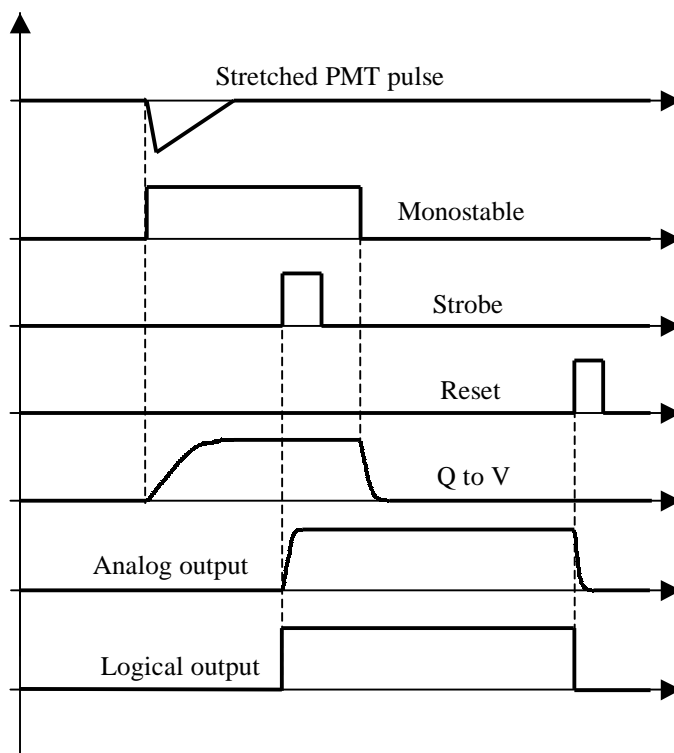 Stretched PMT pulse
Monostable
Strobe
Reset
Q to V
Analog output
Logical output